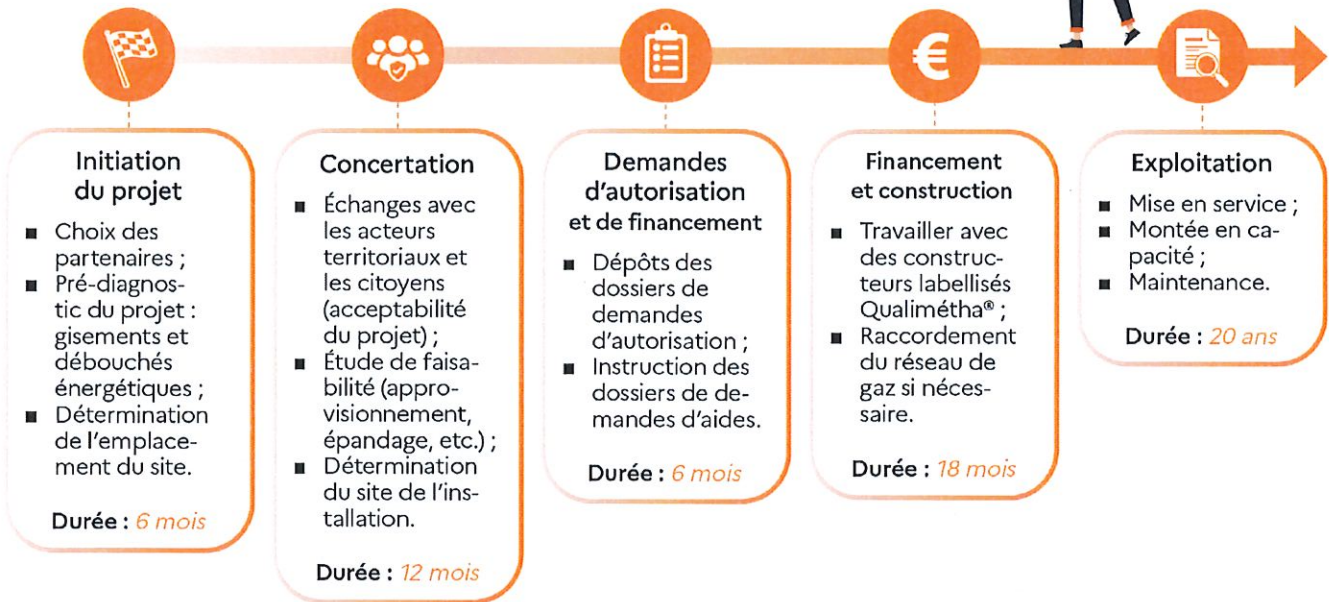 €
Initiation
du projet
■ Choix des
partenaires ;
■ Pré-diagnos-
tic du projet :
gisements et
débouchés
énergétiques ;
■ Détermination
de l'emplace-
ment du site.
Durée : 6 mois
Concertation
■ Échanges avec
les acteurs
territoriaux et
les citoyens
(acceptabilité
du projet) ;
■ Étude de faisa-
bilité (appro-
visionnement,
épandage, etc.) ;
■ Détermination
du site de l'ins-
tallation.
Durée : 12 mois
Demandes
d'autorisation
et de financement
■ Dépôts des
dossiers de
demandes
d'autorisation ;
■ Instruction des
dossiers de de-
mandes d'aides.
Durée : 6 mois
Financement
et construction
■ Travailler avec
des construc-
teurs labellisés
Qualimétha® ;
■ Raccordement
du réseau de
gaz si néces-
saire.
Durée : 18 mois
Exploitation
■ Mise en service ;
■ Montée en ca-
pacité ;
■ Maintenance.
Durée : 20 ans